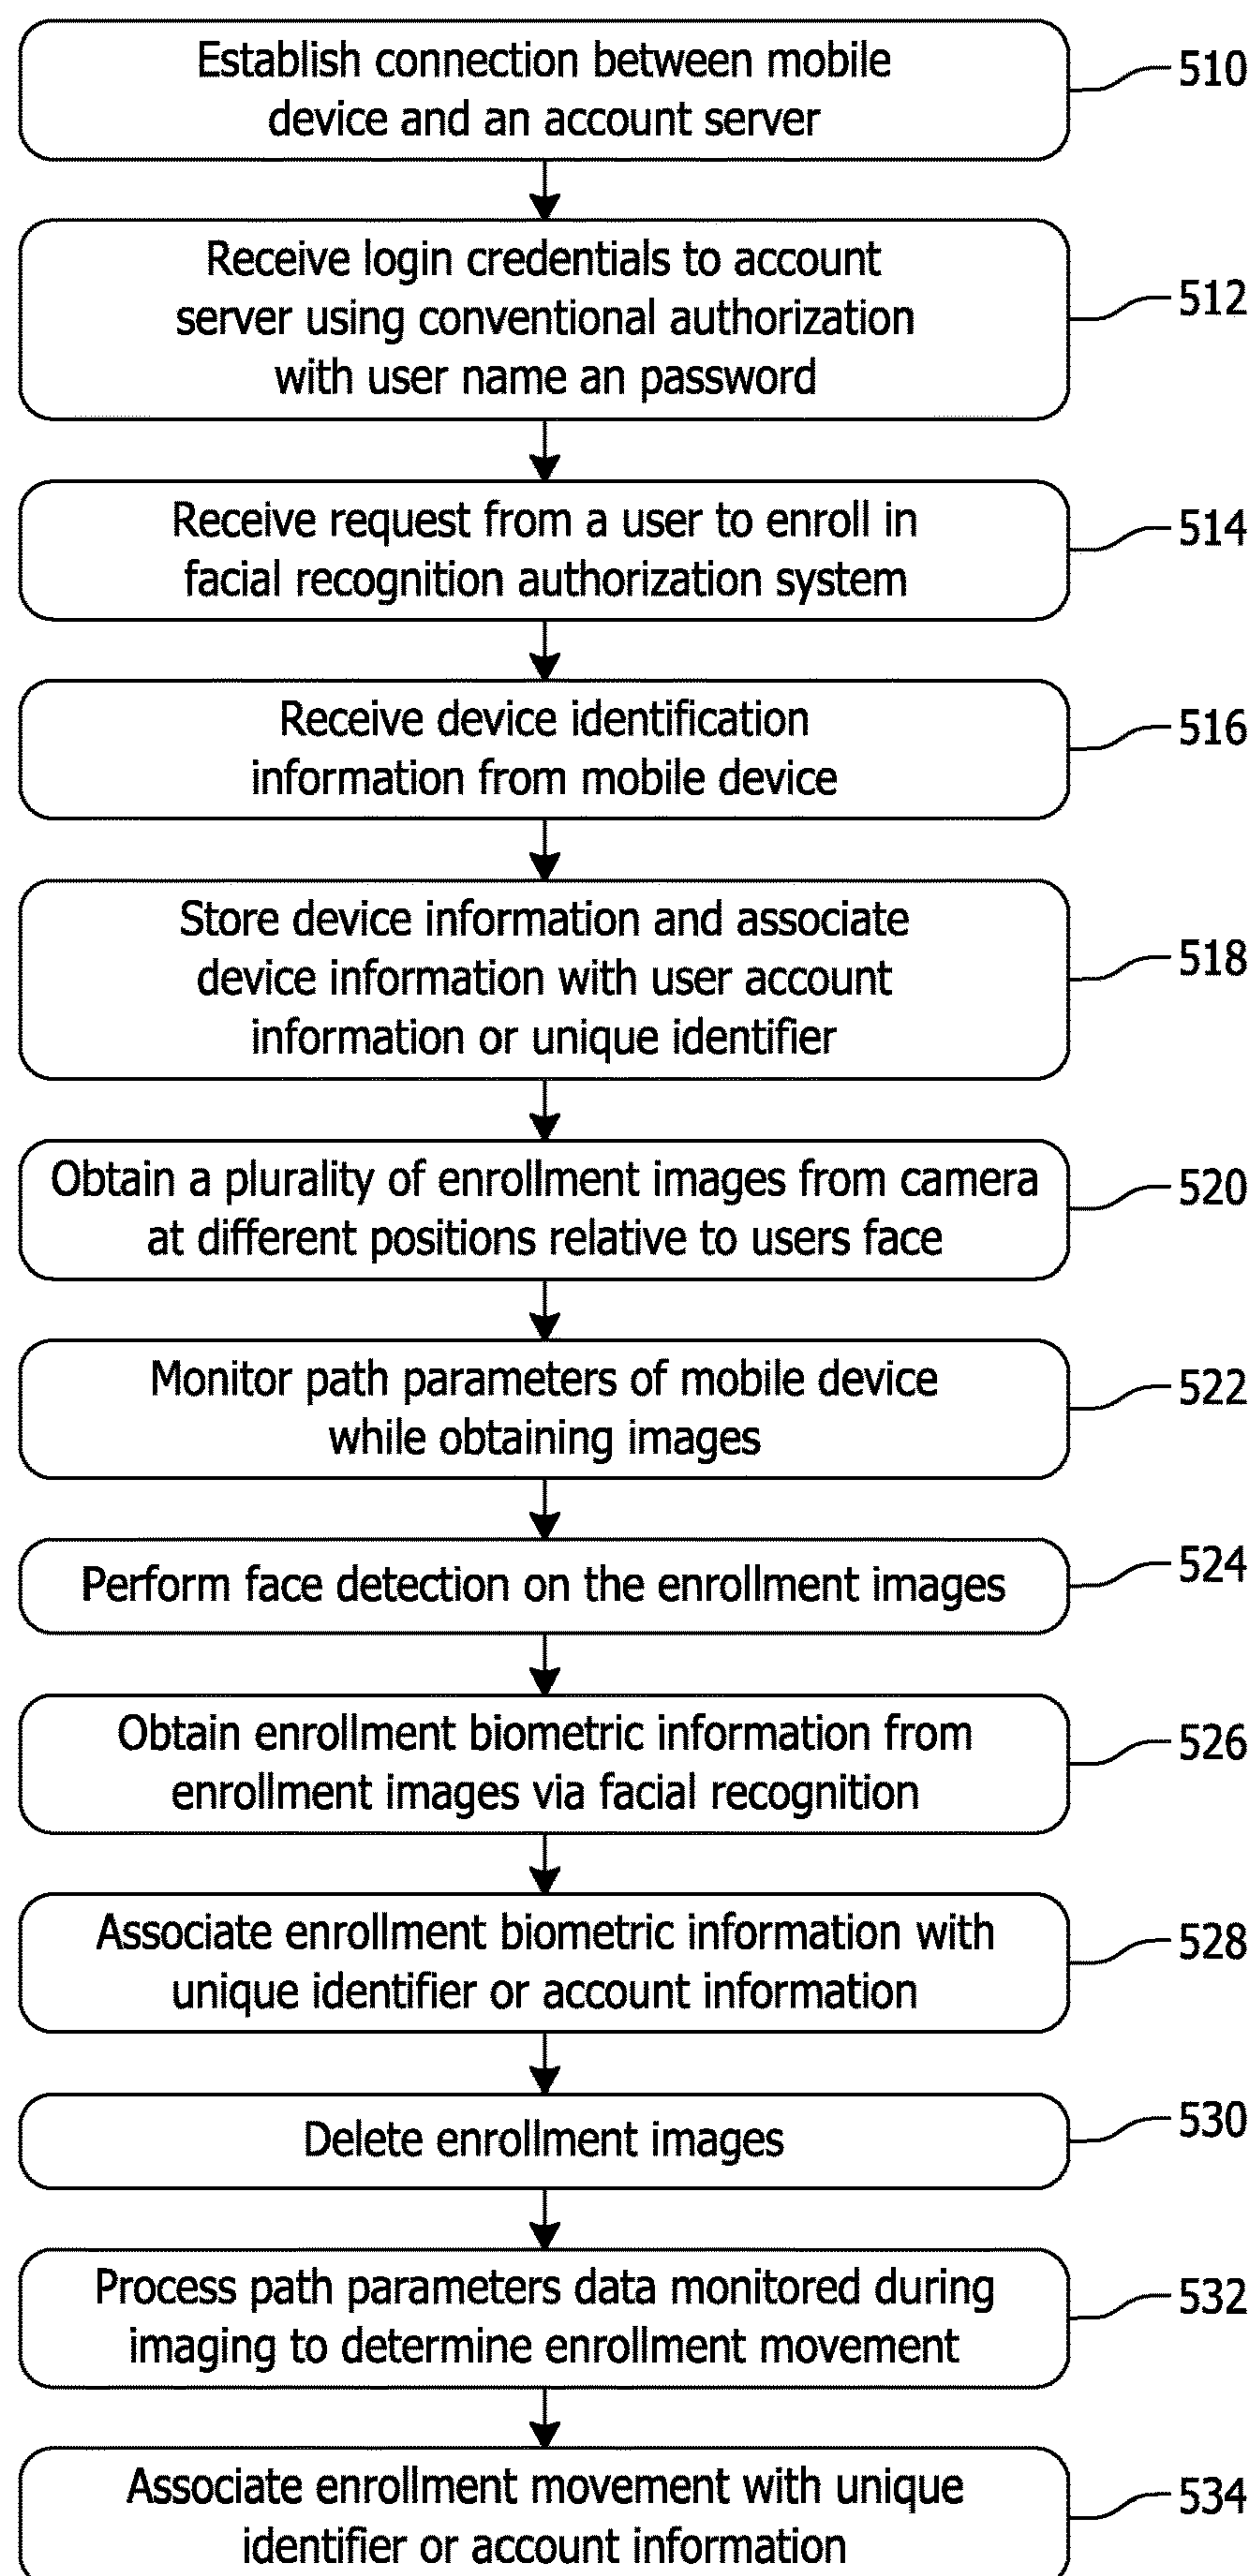 Establish connection between mobile
device and an account server
510
Receive login credentials to account
server using conventional authorization
with user name an password
512
Receive request from a user to enroll in
facial recognition authorization system
514
Receive device identification
information from mobile device
516
Store device information and associate
device information with user account
information or unique identifier
518
Obtain a plurality of enrollment images from camera
at different positions relative to users face
520
Monitor path parameters of mobile device
while obtaining images
522
Perform face detection on the enrollment images
524
Obtain enrollment biometric information from
enrollment images via facial recognition
526
Associate enrollment biometric information with
unique identifier or account information
528
Delete enrollment images
530
Process path parameters data monitored during
imaging to determine enrollment movement
532
Associate enrollment movement with unique
identifier or account information
534